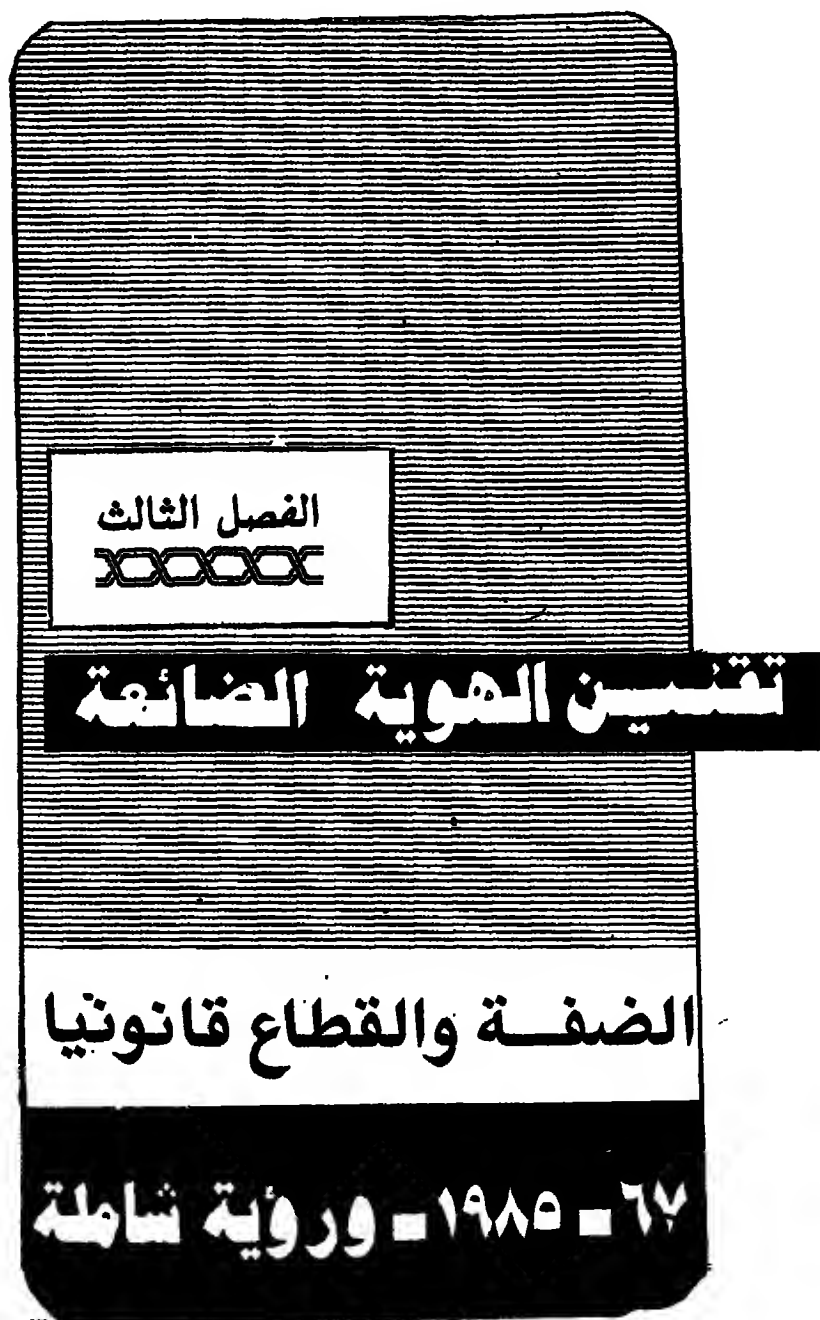 الفصل الثالث
تقنين الهوية الضائعة
الضفة والقطاع قانونيا
٦٧ - ١٩٨٥ - ورؤية شاملة